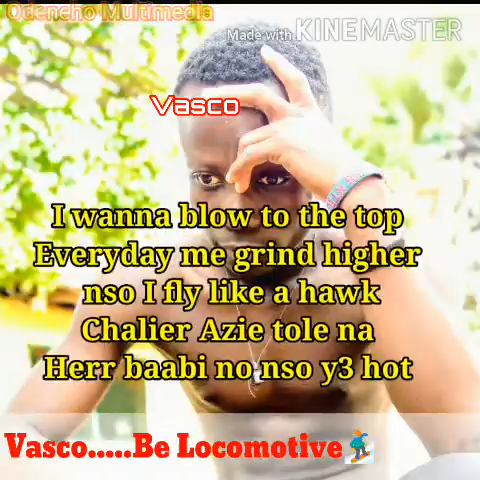 Odencho Multimedia
Made with KINEMASTER
Vasco
I wanna blow to the top
Everyday me grind higher
nso I fly like a hawk
Chalier Azie tole na
Herr baabi no nso y3 hot
Vasco.....Be Locomotive🏂